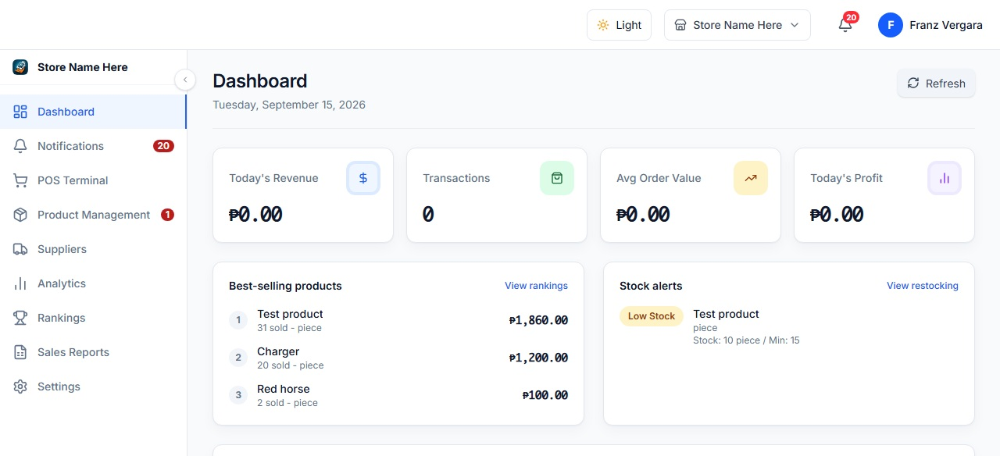 Light
Store Name Here
20
F
Franz Vergara
Store Name Here
Dashboard
Notifications
20
POS Terminal
Product Management
1
Suppliers
Analytics
Rankings
Sales Reports
Settings
Dashboard
Tuesday, September 15, 2026
Refresh
Today's Revenue
$
₱0.00
Transactions
0
Avg Order Value
₱0.00
Today's Profit
₱0.00
Best-selling products
View rankings
1
Test product
31 sold - piece
₱1,860.00
2
Charger
20 sold - piece
₱1,200.00
3
Red horse
2 sold - piece
₱100.00
Stock alerts
View restocking
Low Stock
Test product
piece
Stock: 10 piece / Min: 15